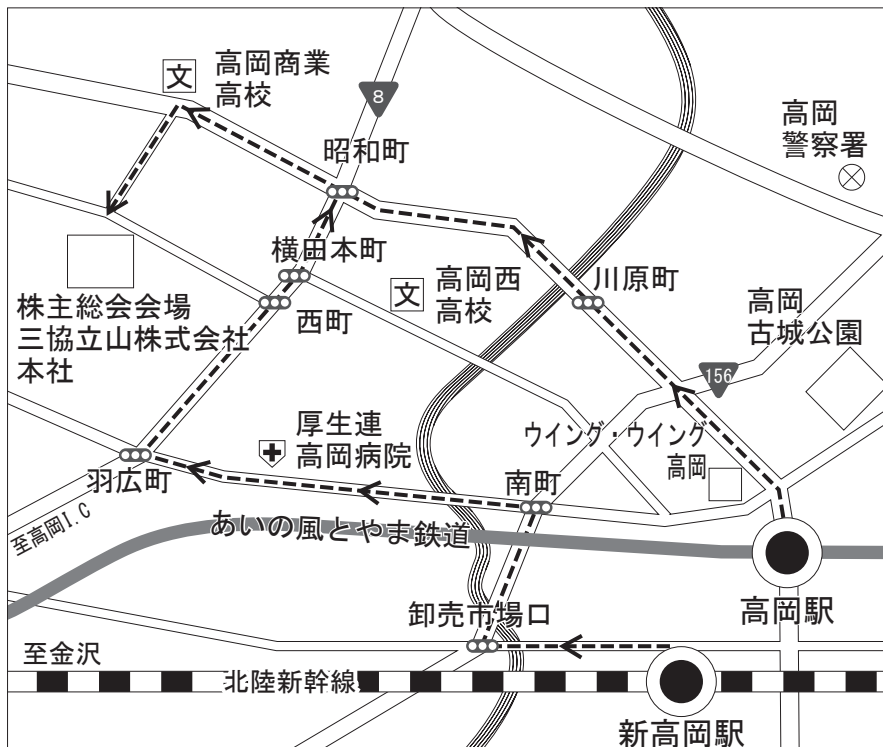 文
高岡商業
高校
8
昭和町
高岡
警察署
横田本町
文
高岡西
高校
川原町
西町
高岡
古城公園
株主総会会場
三協立山株式会社
本社
156
厚生連
高岡病院
ウイング・ウイング
高岡
羽広町
南町
至高岡I.C
あいの風とやま鉄道
高岡駅
卸売市場口
至金沢
北陸新幹線
新高岡駅